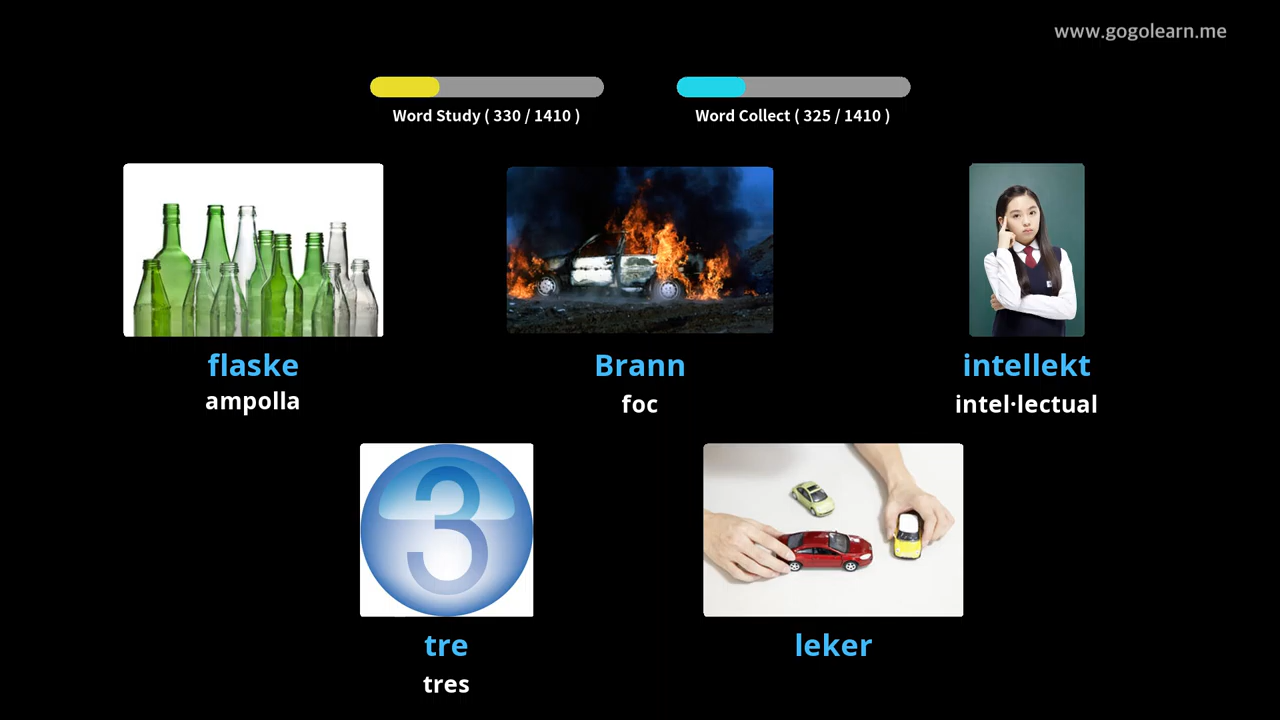 www.gogolearn.me
Word Study ( 330 / 1410 )
Word Collect ( 325 / 1410 )
flaske
ampolla
Brann
foc
intellekt
intel·lectual
3
tre
tres
leker